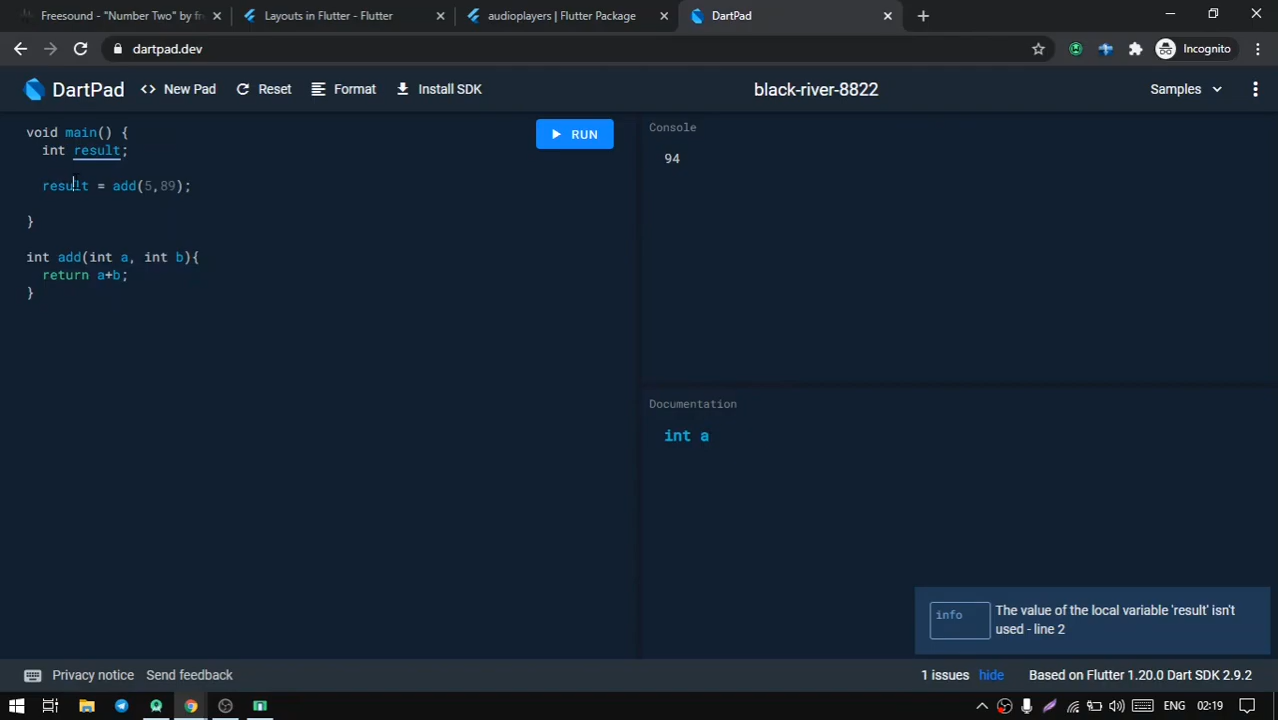 Freesound - "Number Two" by fr
Layouts in Flutter - Flutter
audioplayers | Flutter Package
DartPad
dartpad.dev
Incognito
DartPad
<> New Pad
Reset
Format
Install SDK
black-river-8822
Samples
void main() {
int result;
result = add(5,89);
}
int add(int a, int b){
return a+b;
}
RUN
Console
94
Documentation
int a
info
The value of the local variable 'result' isn't
used - line 2
Privacy notice
Send feedback
1 issues
hide
Based on Flutter 1.20.0 Dart SDK 2.9.2
ENG
02:19